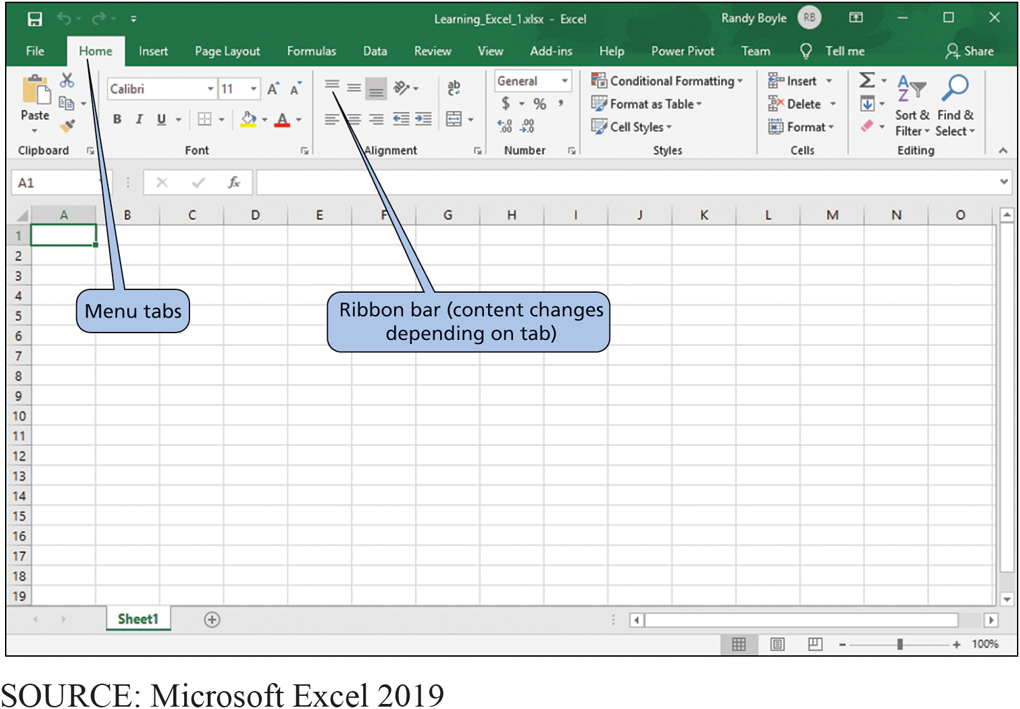 Learning_Excel_1.xlsx - Excel
Randy Boyle RB
File Home Insert Page Layout Formulas Data Review View Add-ins Help Power Pivot Team Tell me Share
Calibri 11 General Conditional Formatting Insert
Paste $ % , Format as Table Delete Sort & Find &
B I U A Cell Styles Format Filter Select
Clipboard Font Alignment Number Styles Cells Editing
A1 fx
A B C D E F G H I J K L M N O
1
2
3
4
5
6
7
8
9
10
11
12
13
14
15
16
17
18
19
Menu tabs
Ribbon bar (content changes
depending on tab)
Sheet1
100%
SOURCE: Microsoft Excel 2019